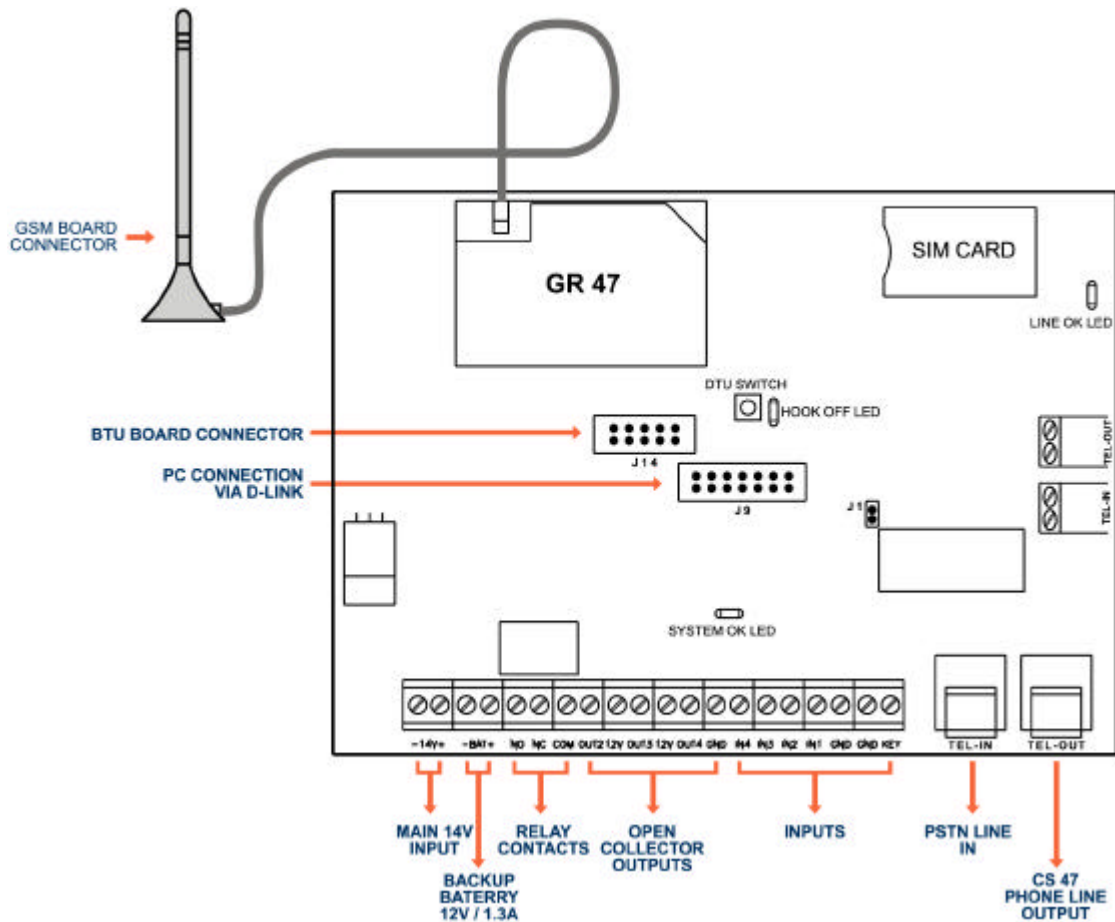 GSM BOARD
CONNECTOR
GR 47
SIM CARD
LINE OK LED
DTU SWITCH
HOOK OFF LED
BTU BOARD CONNECTOR
J14
PC CONNECTION
VIA D-LINK
J9
J1
TEL-OUT
TEL-IN
SYSTEM OK LED
-14V+ -BAT+ NO NC COM OUT2 12V OUT3 12V OUT4 GND IN4 IN3 IN2 IN1 GND GND KEY
TEL-IN
TEL-OUT
MAIN 14V
INPUT
BACKUP
BATERRY
12V / 1.3A
RELAY
CONTACTS
OPEN
COLLECTOR
OUTPUTS
INPUTS
PSTN LINE
IN
CS 47
PHONE LINE
OUTPUT